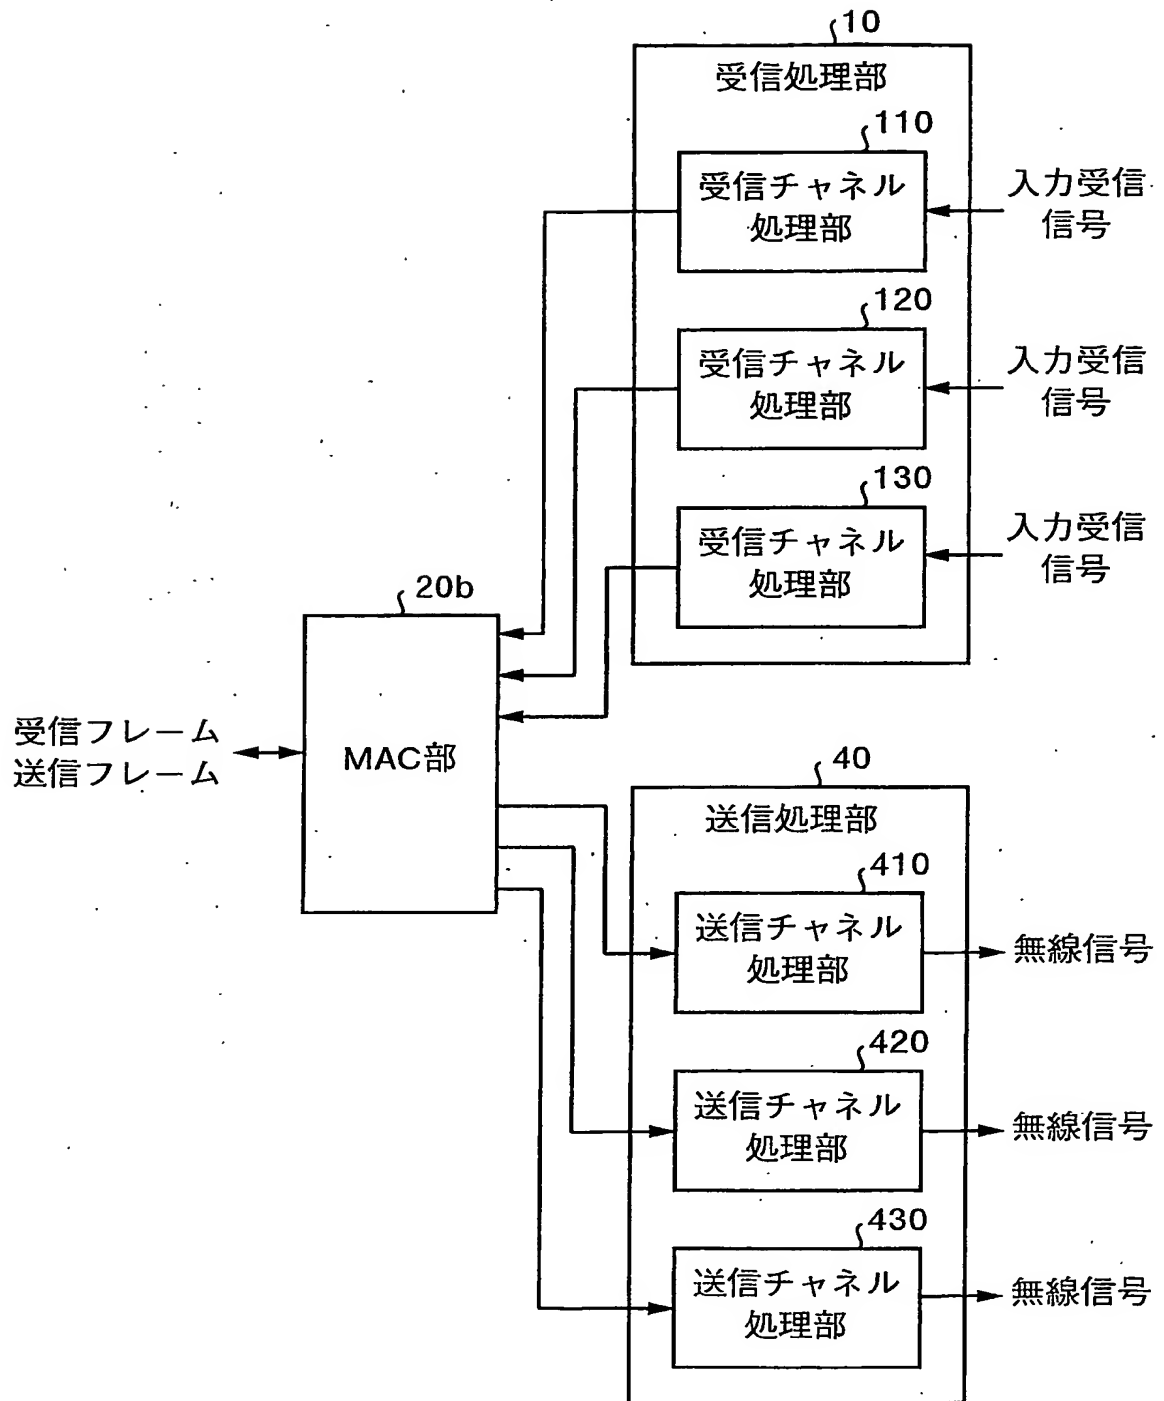 10
受信処理部
110
受信チャネル
処理部
入力受信
信号
120
受信チャネル
処理部
入力受信
信号
130
受信チャネル
処理部
入力受信
信号
20b
MAC部
受信フレーム
送信フレーム
40
送信処理部
410
送信チャネル
処理部
無線信号
420
送信チャネル
処理部
無線信号
430
送信チャネル
処理部
無線信号